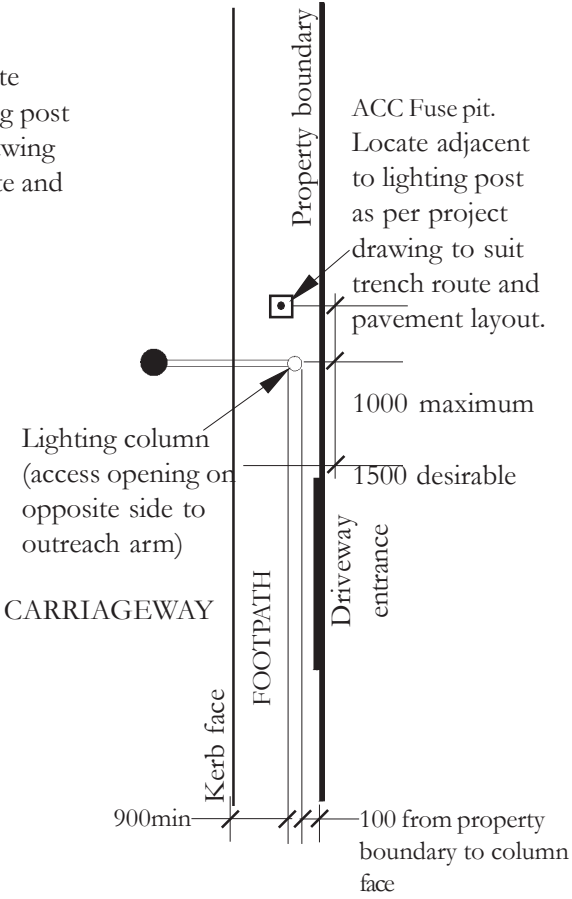 te
g post
wing
te and
Property boundary
ACC Fuse pit.
Locate adjacent
to lighting post
as per project
drawing to suit
trench route and
pavement layout.
1000 maximum
Lighting column
(access opening on
opposite side to
outreach arm)
1500 desirable
Driveway
entrance
CARRIAGEWAY
FOOTPATH
Kerb face
900min
100 from property
boundary to column
face